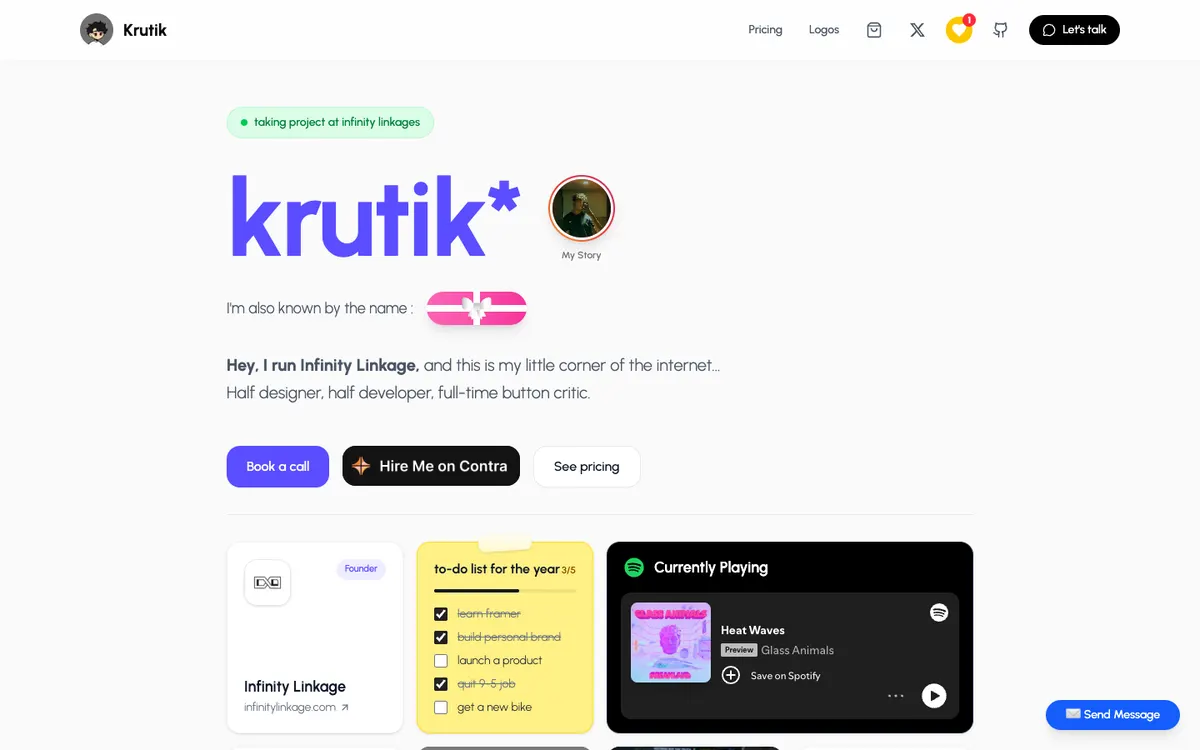 Krutik
Pricing
Logos
1
Let's talk
taking project at infinity linkages
krutik*
My Story
I'm also known by the name :
Hey, I run Infinity Linkage, and this is my little corner of the internet...
Half designer, half developer, full-time button critic.
Book a call
Hire Me on Contra
See pricing
Founder
Infinity Linkage
infinitylinkage.com
to-do list for the year 3/5
learn framer
build personal brand
launch a product
quit 9-5 job
get a new bike
Currently Playing
GLASS ANIMALS
DREAMLAND
Heat Waves
Preview Glass Animals
Save on Spotify
Send Message